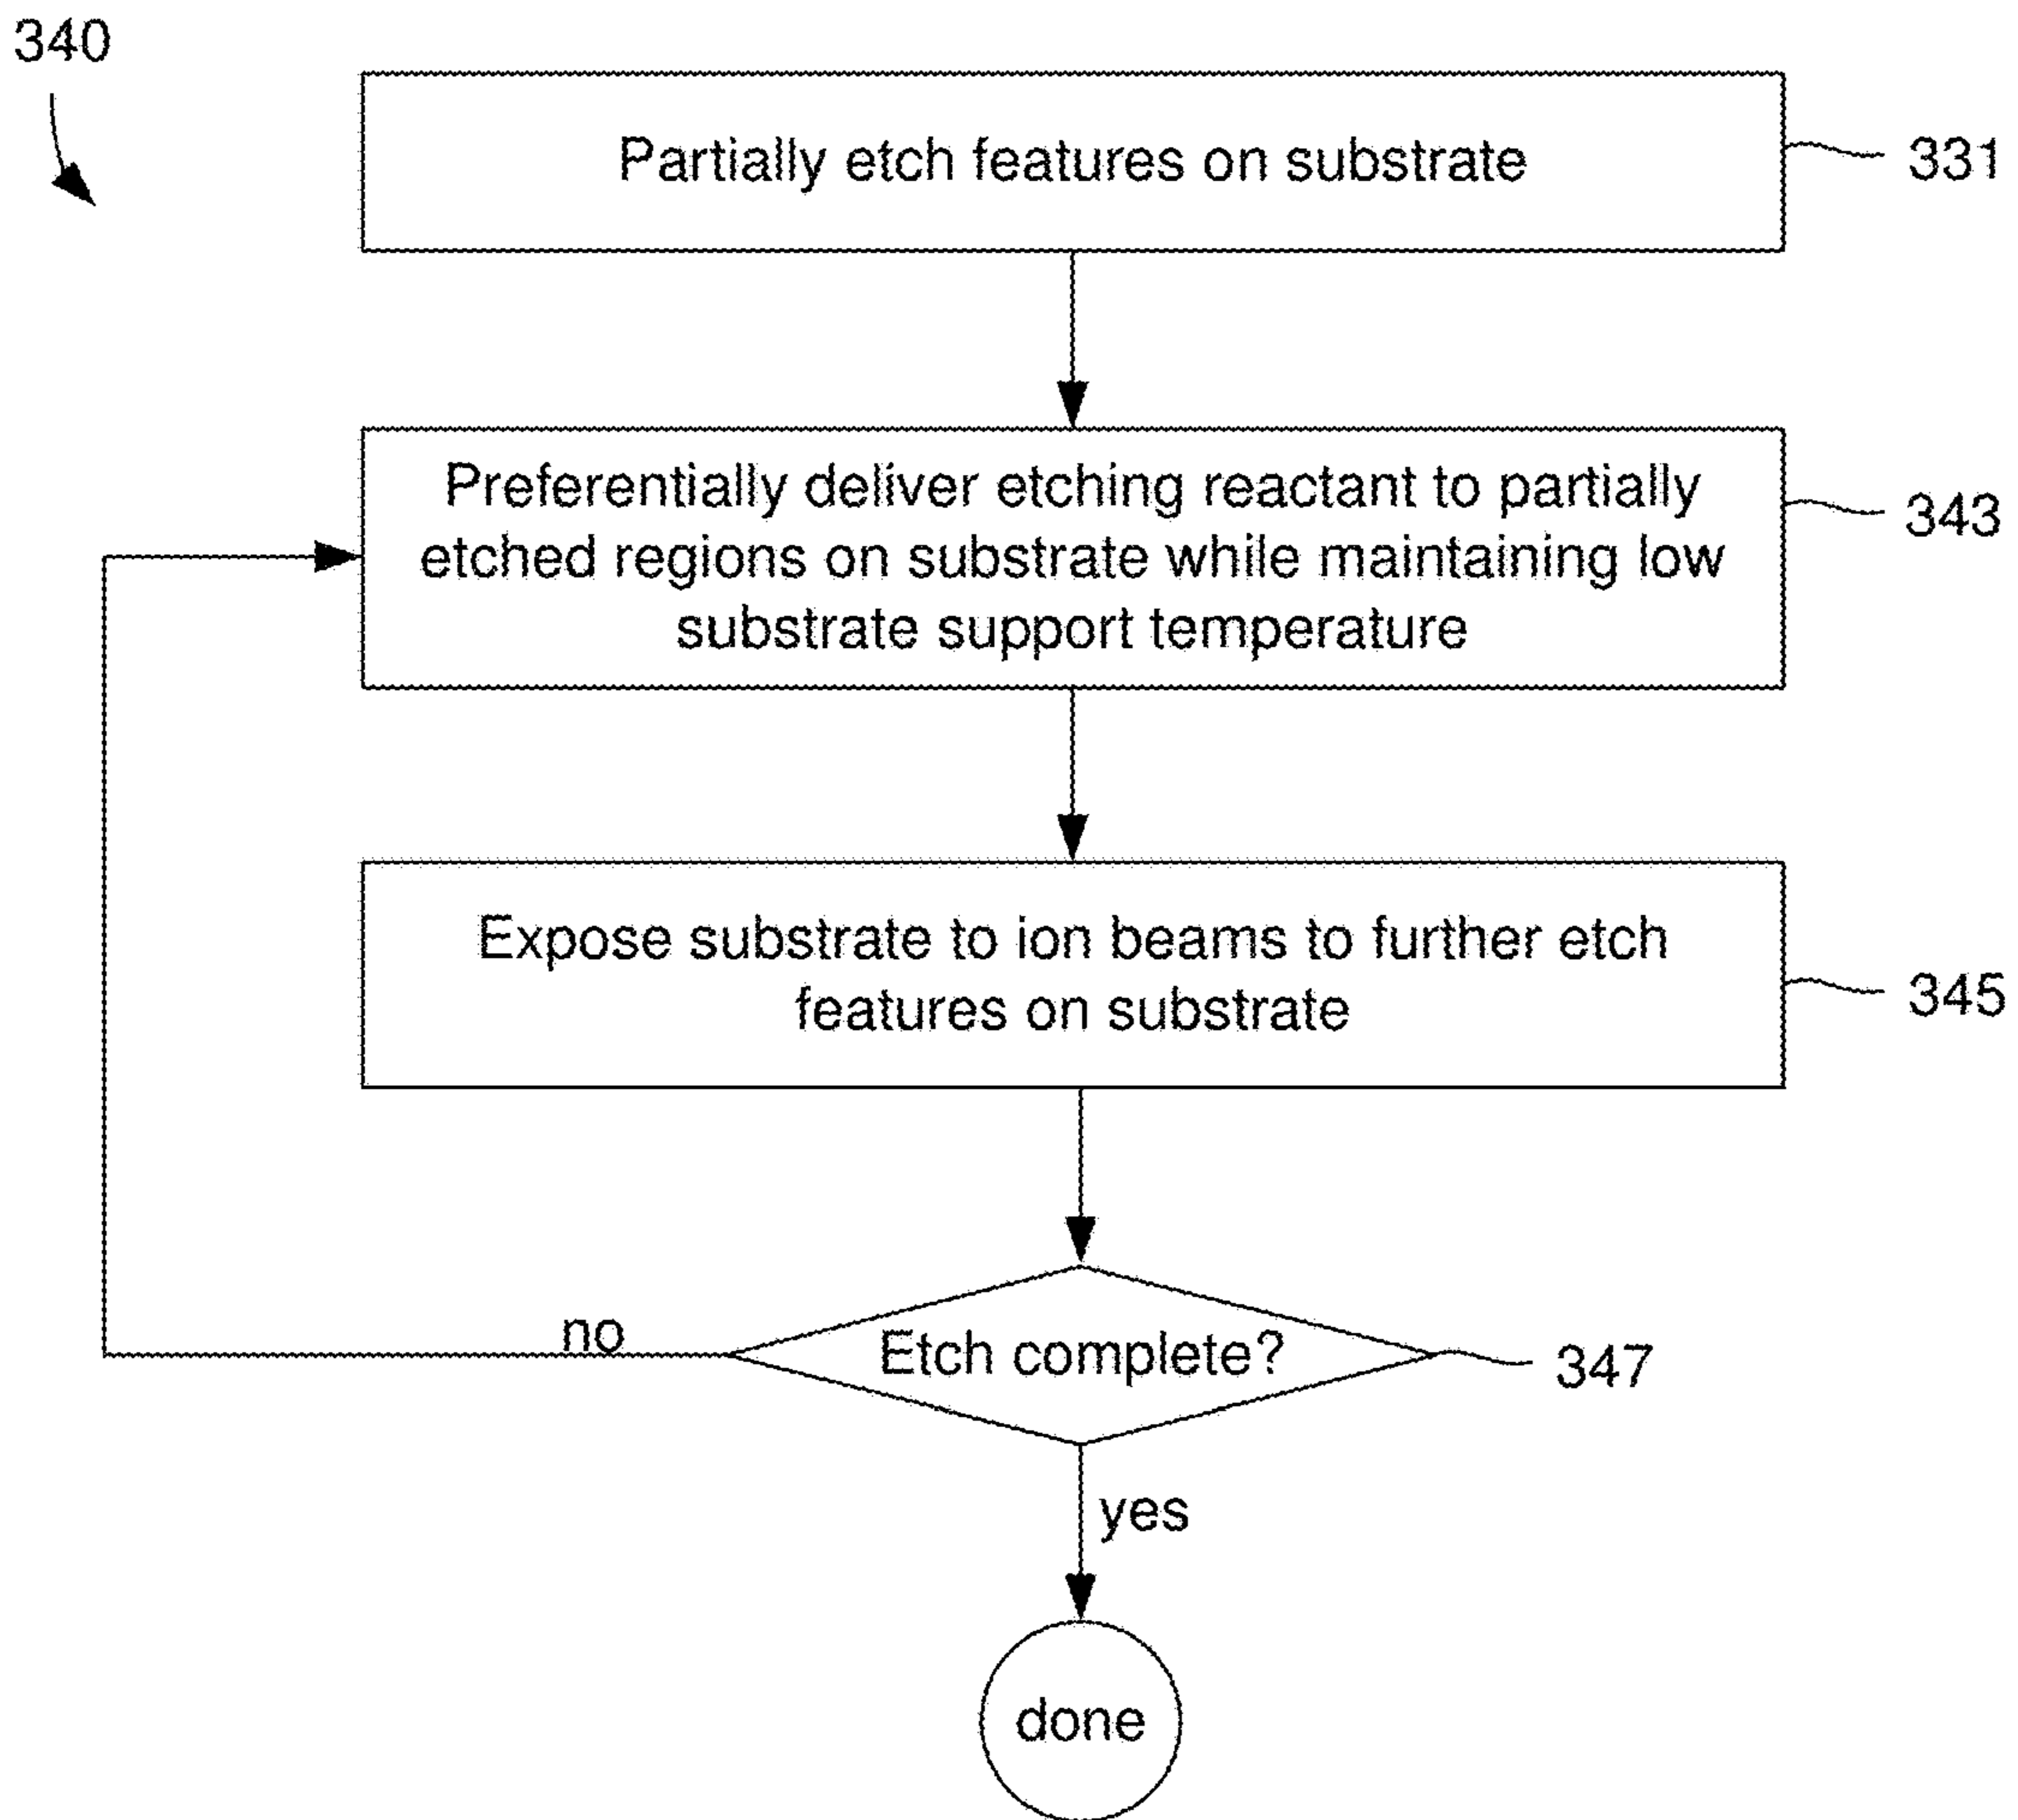 340
Partially etch features on substrate
331
Preferentially deliver etching reactant to partially
etched regions on substrate while maintaining low
substrate support temperature
343
Expose substrate to ion beams to further etch
features on substrate
345
no
Etch complete?
347
yes
done